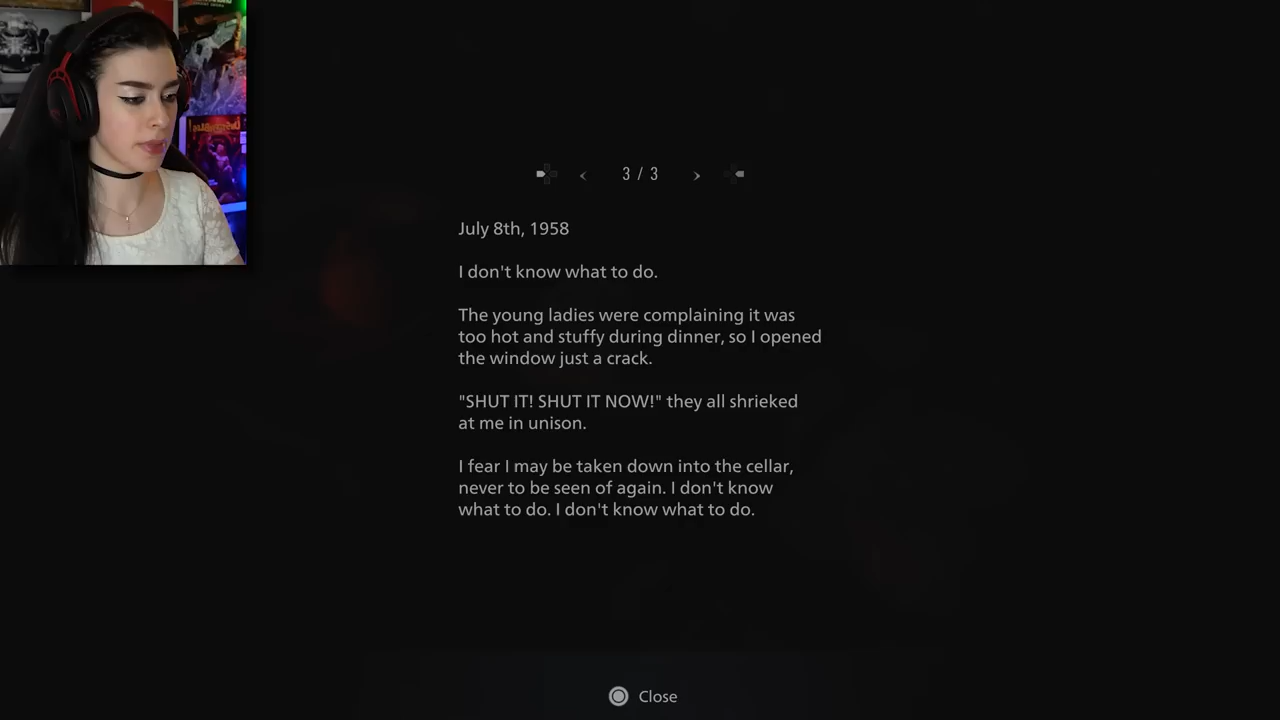 3 / 3
July 8th, 1958
I don't know what to do.
The young ladies were complaining it was
too hot and stuffy during dinner, so I opened
the window just a crack.
"SHUT IT! SHUT IT NOW!" they all shrieked
at me in unison.
I fear I may be taken down into the cellar,
never to be seen of again. I don't know
what to do. I don't know what to do.
Close